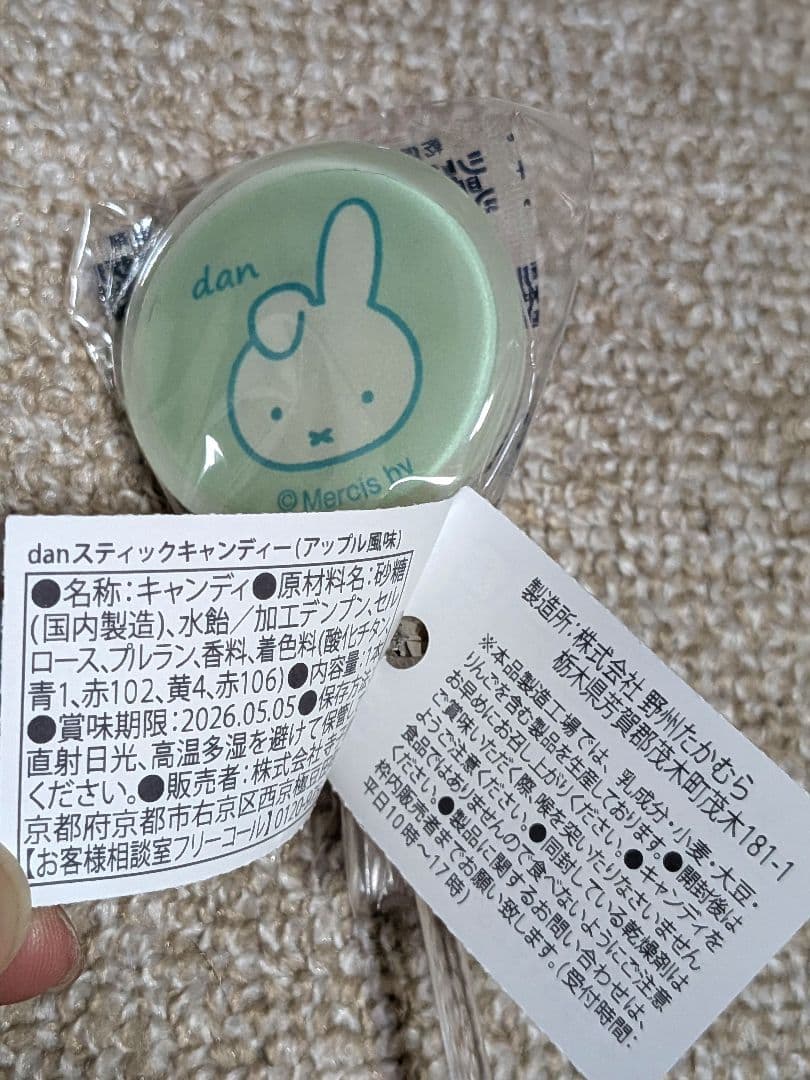 dan
©Mercis bv
danスティックキャンディー(アップル風味)
●名称:キャンディ●原材料名:砂糖
(国内製造)、水飴/加工デンプン、セル
ロース、プルラン、香料、着色料(酸化チタン、
青1、赤102、黄4、赤106)●内容量:1本
●賞味期限:2026.05.05●保存方法
直射日光、高温多湿を避けて保管
ください。●販売者:株式会社
京都府京都市右京区西京極
【お客様相談室フリーコール】0120-
製造所:株式会社 野州たかむら
栃木県芳賀郡茂木町茂木181-1
※本品製造工場では、乳成分・小麦・大豆・
りんごを含む製品を生産しております。●開封後は
お早めにお召し上がりください。●キャンディを
ご賞味いただく際、喉を突いたりなさいません
ようご注意ください。●同封している乾燥剤は
食品ではありませんので食べないようにご注意
ください。●製品に関するお問い合わせは、
枠内販売者までお願い致します。(受付時間:
平日10時～17時)